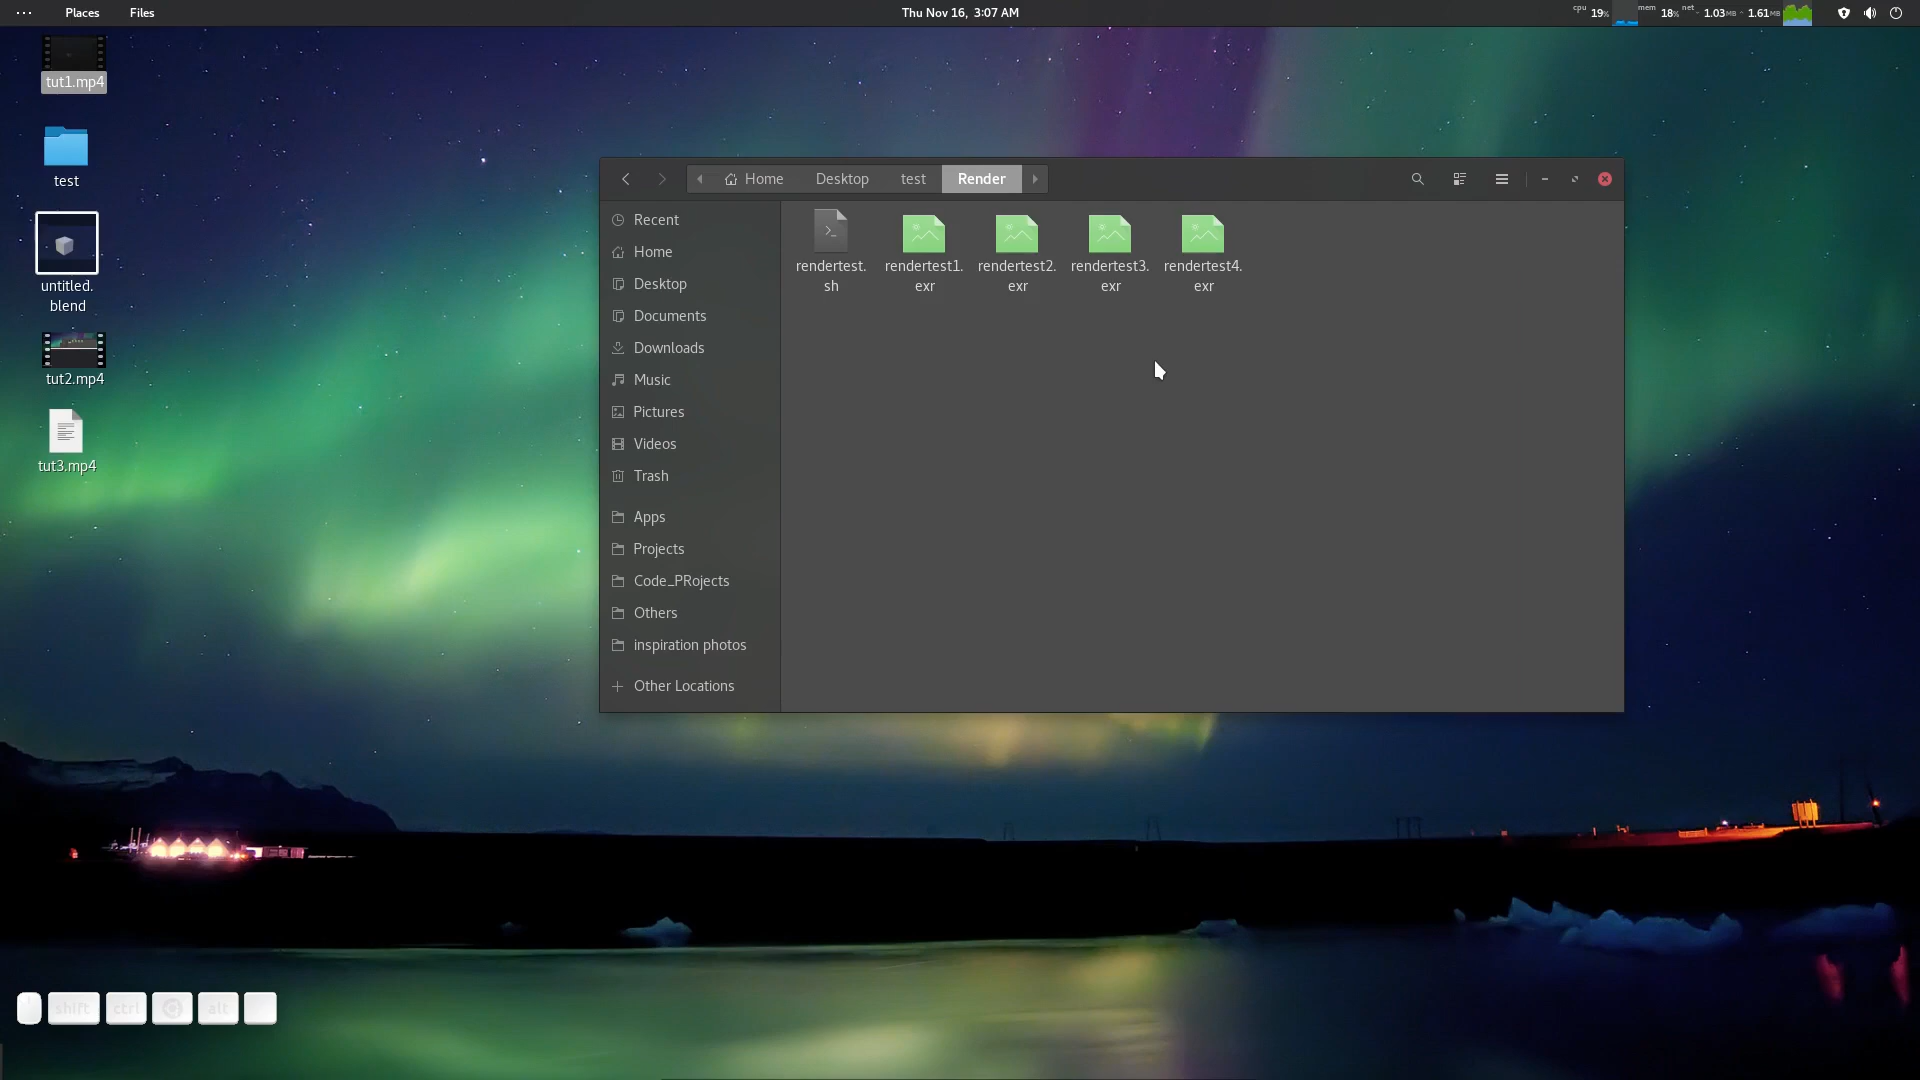 Places
Files
Thu Nov 16, 3:07 AM
cpu 19% mem 18% net 1.03MB 1.61MB
tut1.mp4
test
untitled.
blend
tut2.mp4
tut3.mp4
Home
Desktop
test
Render
Recent
Home
Desktop
Documents
Downloads
Music
Pictures
Videos
Trash
Apps
Projects
Code_PRojects
Others
inspiration photos
Other Locations
rendertest.
sh
rendertest1.
exr
rendertest2.
exr
rendertest3.
exr
rendertest4.
exr
shift
ctrl
alt